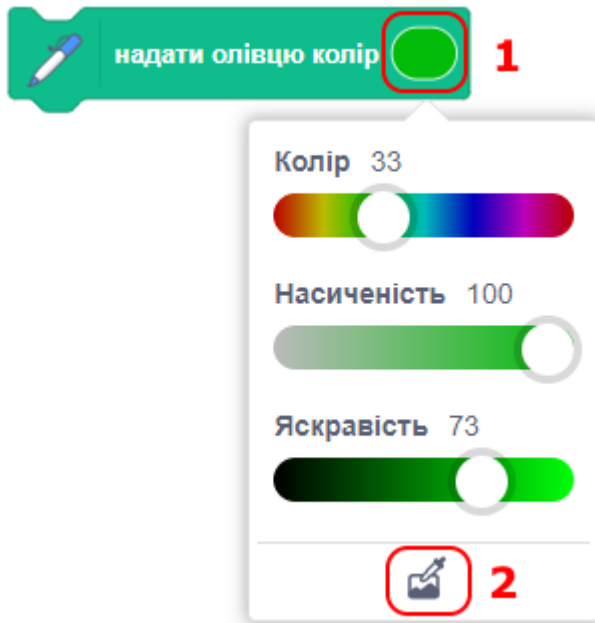 надати олівцю колір 1
Колір 33
Насиченість 100
Яскравість 73
2